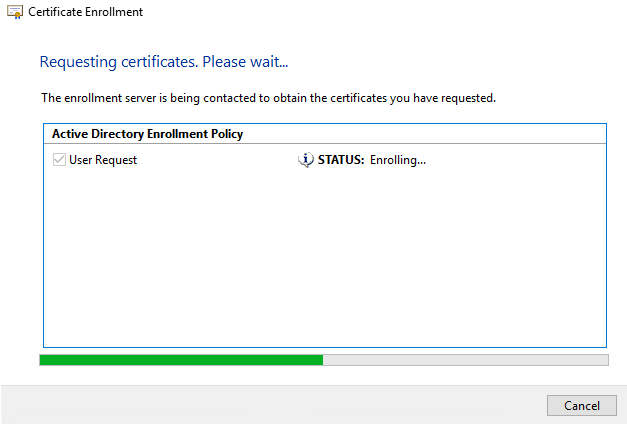 Certificate Enrollment
Requesting certificates. Please wait...
The enrollment server is being contacted to obtain the certificates you have requested.
Active Directory Enrollment Policy
User Request
STATUS: Enrolling...
Cancel